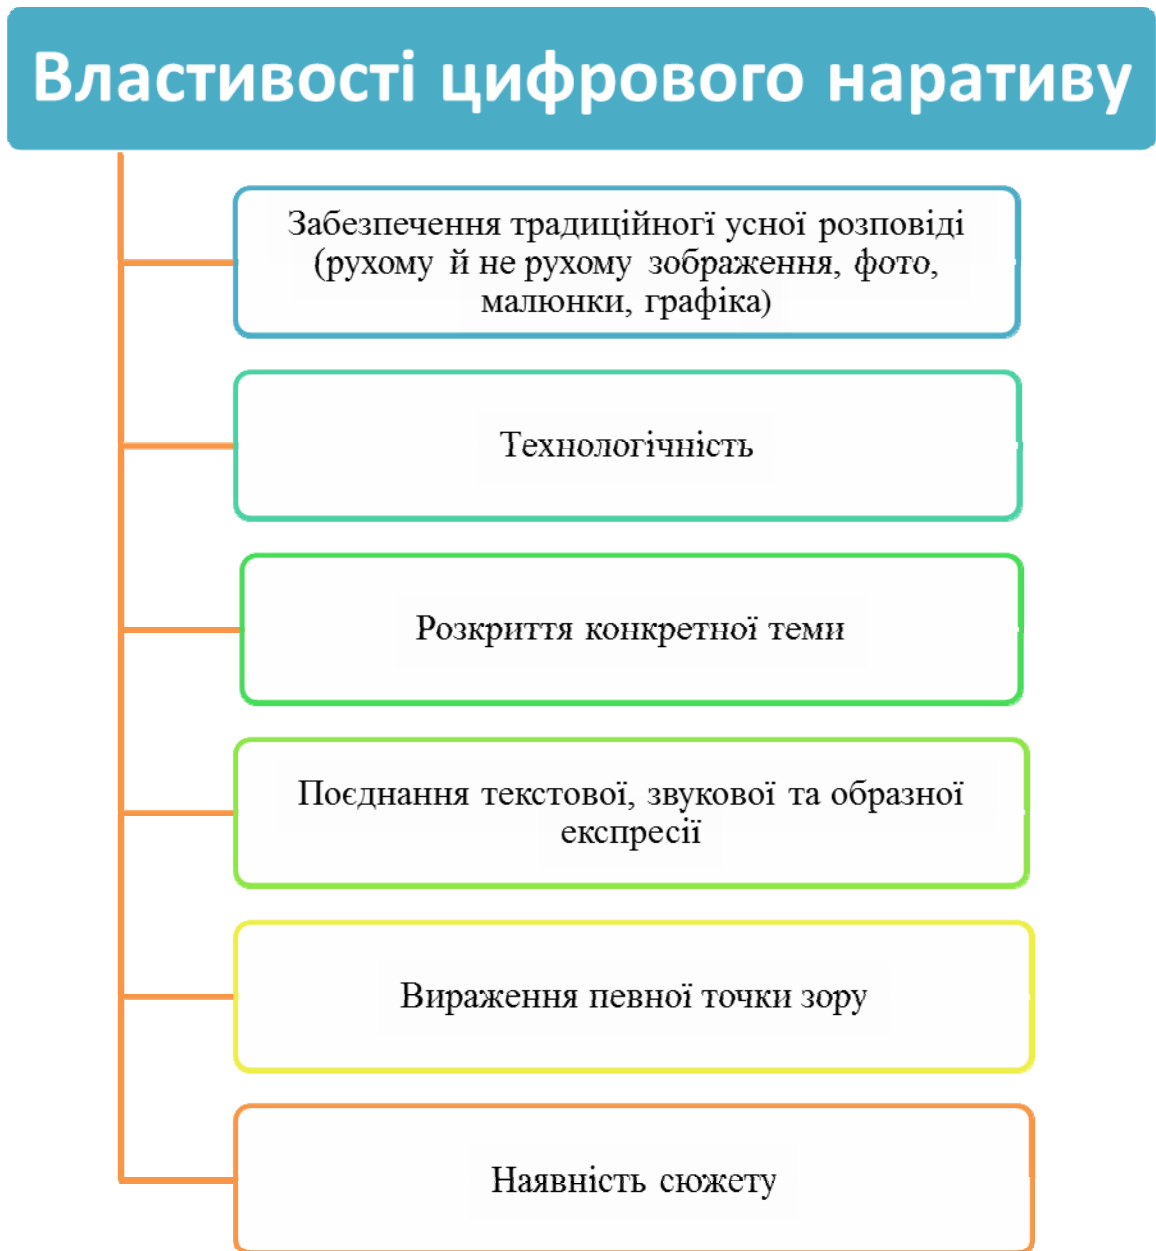 Властивості цифрового наративу
Забезпечення традиційногї усної розповіді
(рухому й не рухому зображення, фото,
малюнки, графіка)
Технологічність
Розкриття конкретної теми
Поєднання текстової, звукової та образної
експресії
Вираження певної точки зору
Наявність сюжету